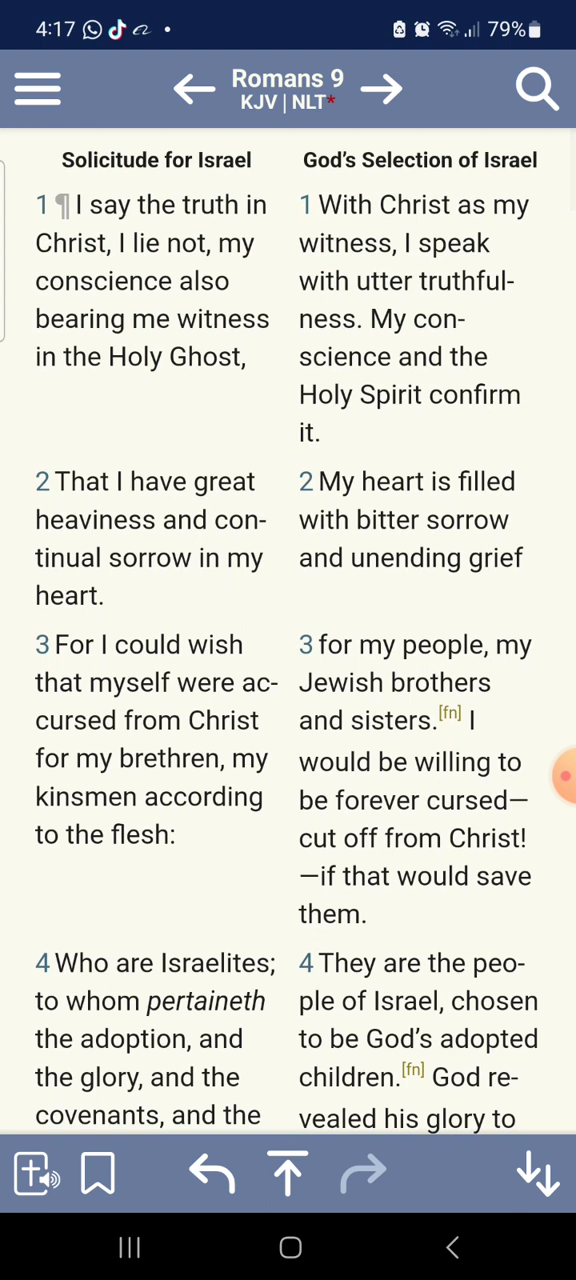 4:17
79%
Romans 9
KJV | NLT*
Solicitude for Israel
1 ¶ I say the truth in
Christ, I lie not, my
conscience also
bearing me witness
in the Holy Ghost,
2 That I have great
heaviness and con-
tinual sorrow in my
heart.
3 For I could wish
that myself were ac-
cursed from Christ
for my brethren, my
kinsmen according
to the flesh:
4 Who are Israelites;
to whom pertaineth
the adoption, and
the glory, and the
covenants, and the
God's Selection of Israel
1 With Christ as my
witness, I speak
with utter truthful-
ness. My con-
science and the
Holy Spirit confirm
it.
2 My heart is filled
with bitter sorrow
and unending grief
3 for my people, my
Jewish brothers
and sisters.[fn] I
would be willing to
be forever cursed—
cut off from Christ!
—if that would save
them.
4 They are the peo-
ple of Israel, chosen
to be God's adopted
children.[fn] God re-
vealed his glory to